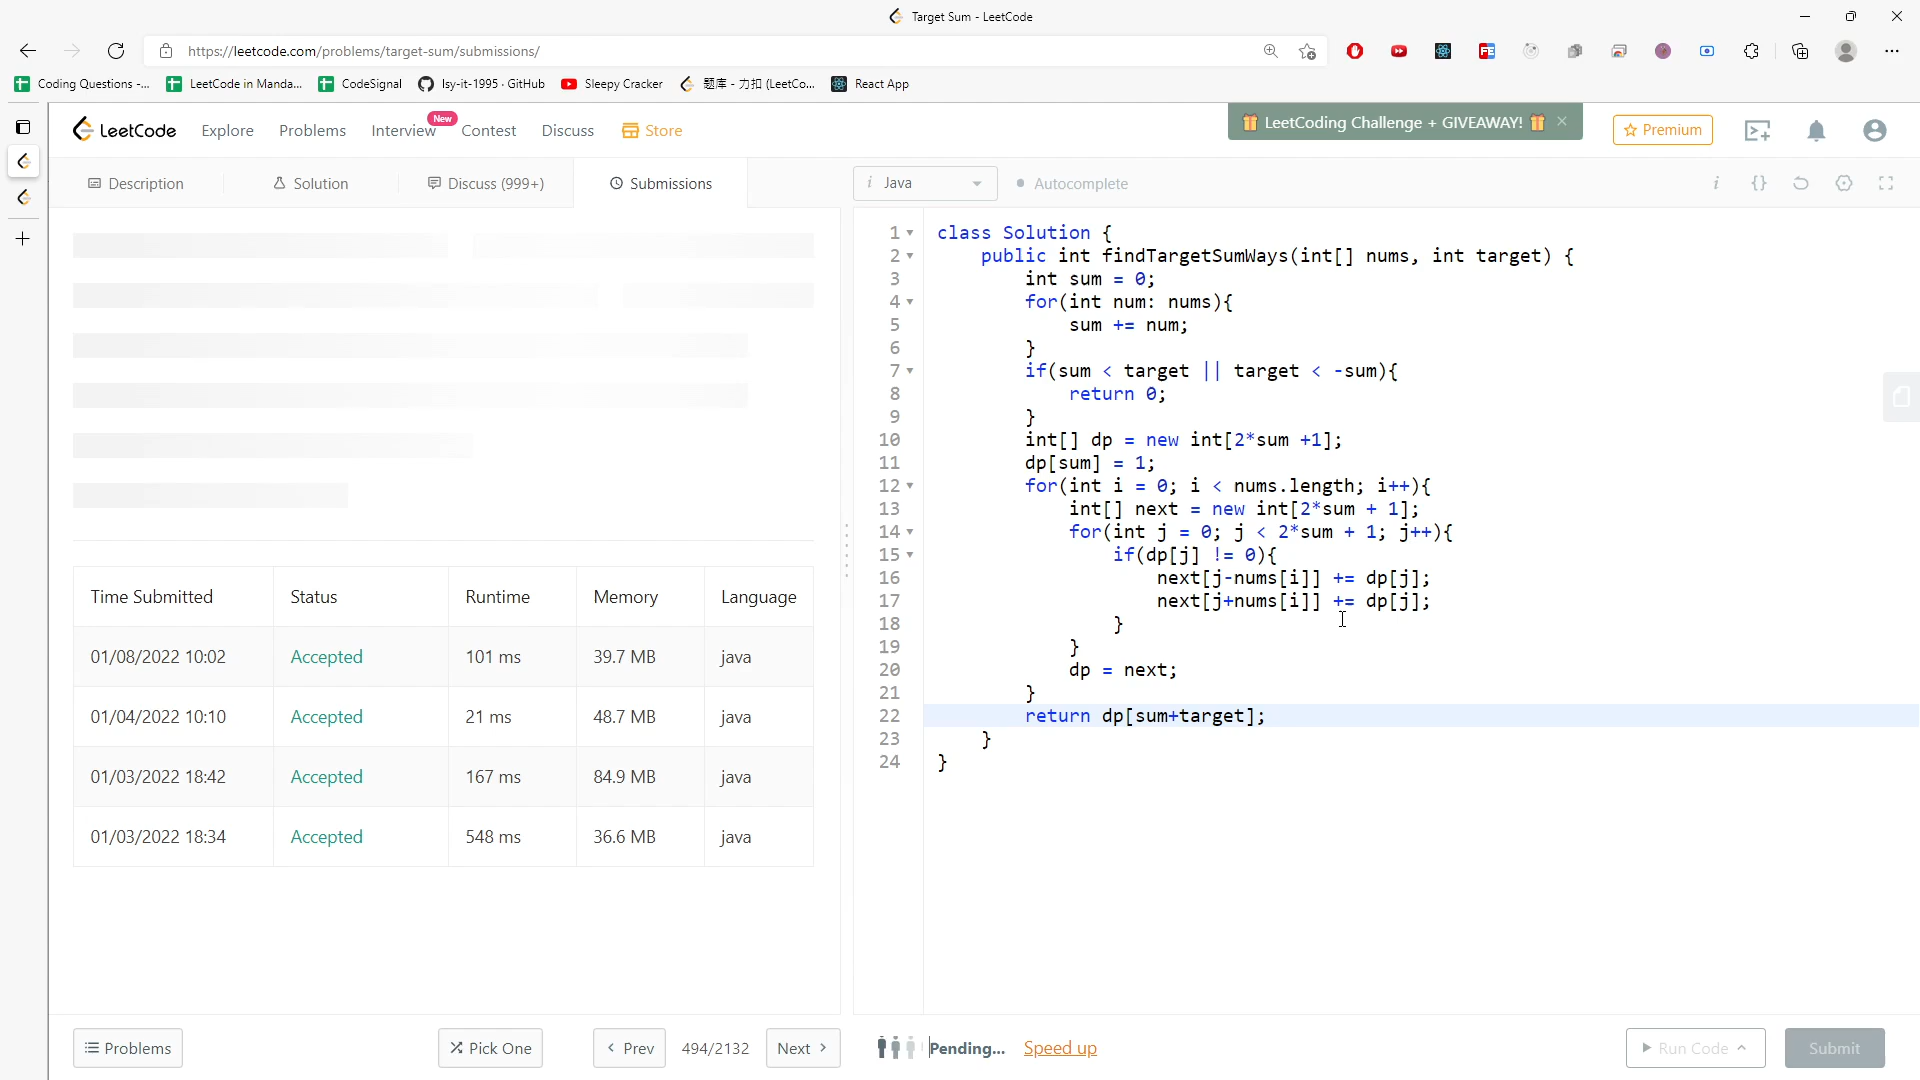 Target Sum - LeetCode
https://leetcode.com/problems/target-sum/submissions/
Coding Questions -... LeetCode in Manda... CodeSignal lsy-it-1995 · GitHub Sleepy Cracker 题库 - 力扣 (LeetCo... React App
LeetCode Explore Problems Interview New Contest Discuss Store LeetCoding Challenge + GIVEAWAY! Premium
Description Solution Discuss (999+) Submissions
i Java Autocomplete
1 class Solution {
2 public int findTargetSumWays(int[] nums, int target) {
3 int sum = 0;
4 for(int num: nums){
5 sum += num;
6 }
7 if(sum < target || target < -sum){
8 return 0;
9 }
10 int[] dp = new int[2*sum +1];
11 dp[sum] = 1;
12 for(int i = 0; i < nums.length; i++){
13 int[] next = new int[2*sum + 1];
14 for(int j = 0; j < 2*sum + 1; j++){
15 if(dp[j] != 0){
16 next[j-nums[i]] += dp[j];
17 next[j+nums[i]] += dp[j];
18 }
19 }
20 dp = next;
21 }
22 return dp[sum+target];
23 }
24 }
Time Submitted Status Runtime Memory Language
01/08/2022 10:02 Accepted 101 ms 39.7 MB java
01/04/2022 10:10 Accepted 21 ms 48.7 MB java
01/03/2022 18:42 Accepted 167 ms 84.9 MB java
01/03/2022 18:34 Accepted 548 ms 36.6 MB java
Problems Pick One Prev 494/2132 Next Pending... Speed up Run Code Submit